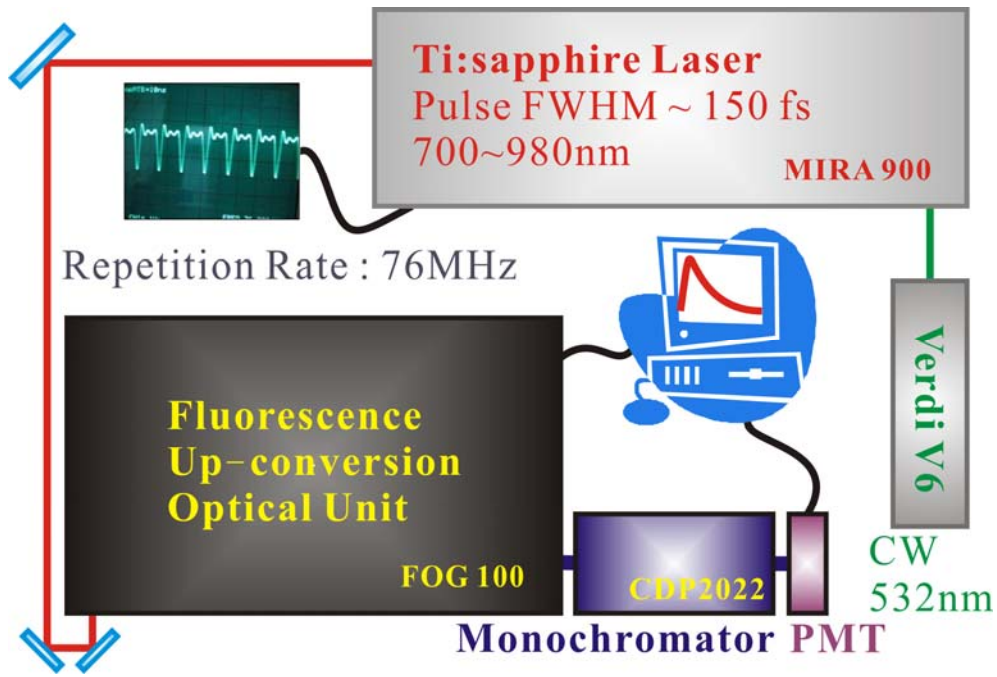 Ti:sapphire Laser
Pulse FWHM ~ 150 fs
700~980nm
MIRA 900
Repetition Rate : 76MHz
Verdi V6
CW
532nm
Fluorescence
Up-conversion
Optical Unit
FOG 100
CDP2022
Monochromator
PMT